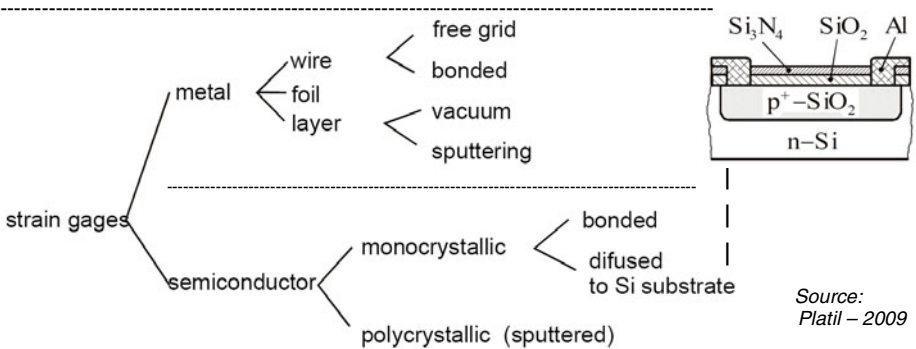 free grid
wire
bonded
metal
foil
layer
vacuum
sputtering
strain gages
semiconductor
monocrystallic
bonded
difused
to Si substrate
polycrystallic (sputtered)
Si₃N₄ SiO₂ Al
p⁺–SiO₂
n–Si
Source:
Platil – 2009